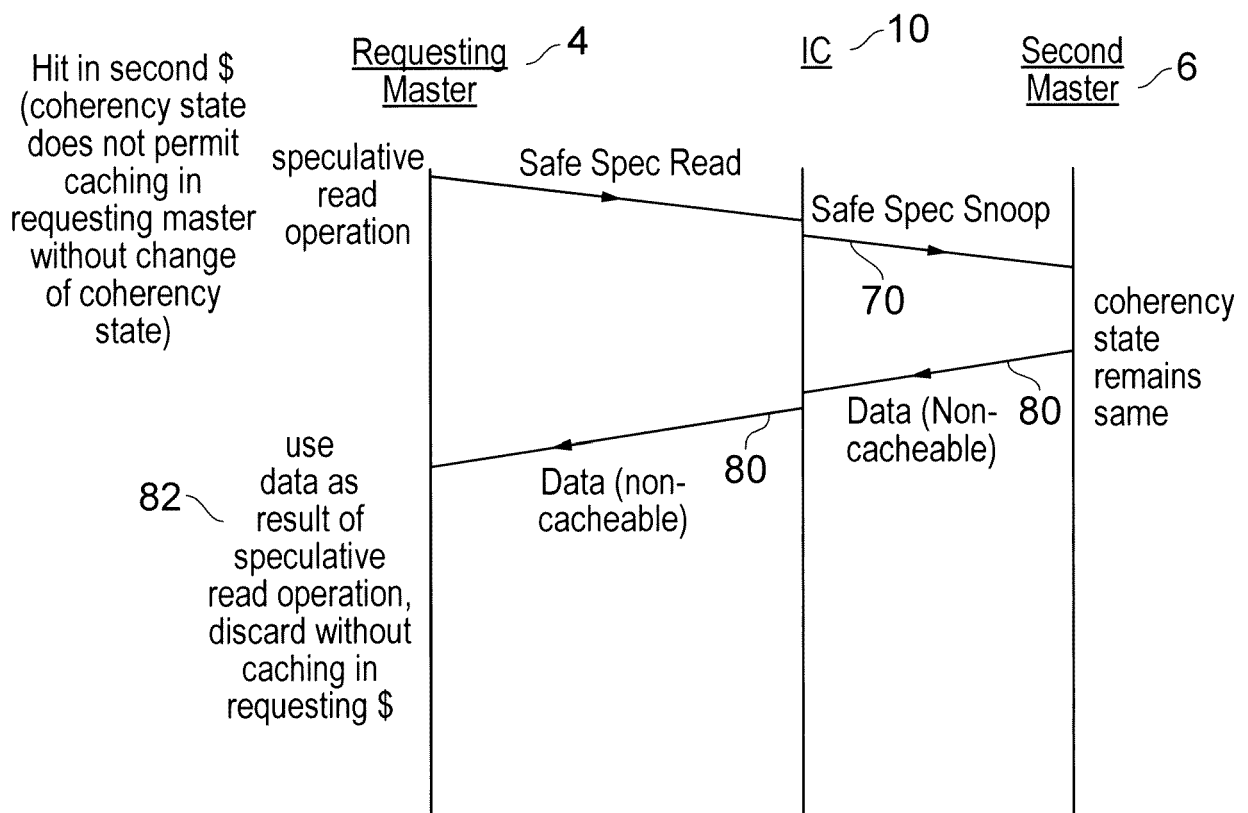 Hit in second $
(coherency state
does not permit
caching in
requesting master
without change
of coherency
state)
Requesting
Master
4
IC
10
Second
Master
6
speculative
read
operation
Safe Spec Read
Safe Spec Snoop
70
coherency
state
remains
same
80
Data (Non-
cacheable)
80
Data (non-
cacheable)
82
use
data as
result of
speculative
read operation,
discard without
caching in
requesting $